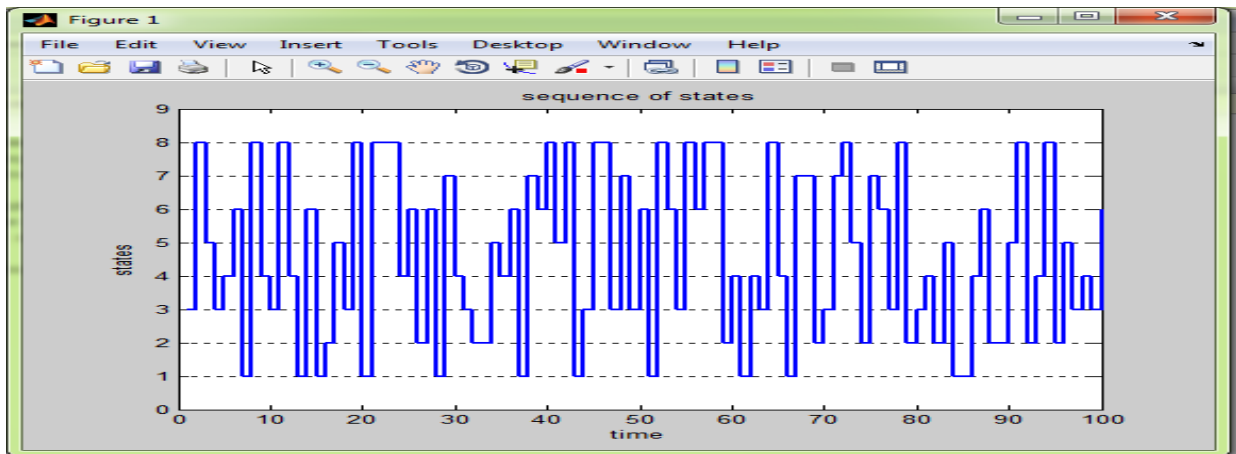 Figure 1
File Edit View Insert Tools Desktop Window Help
sequence of states
9
8
7
6
5
4
3
2
1
0
states
0 10 20 30 40 50 60 70 80 90 100
time